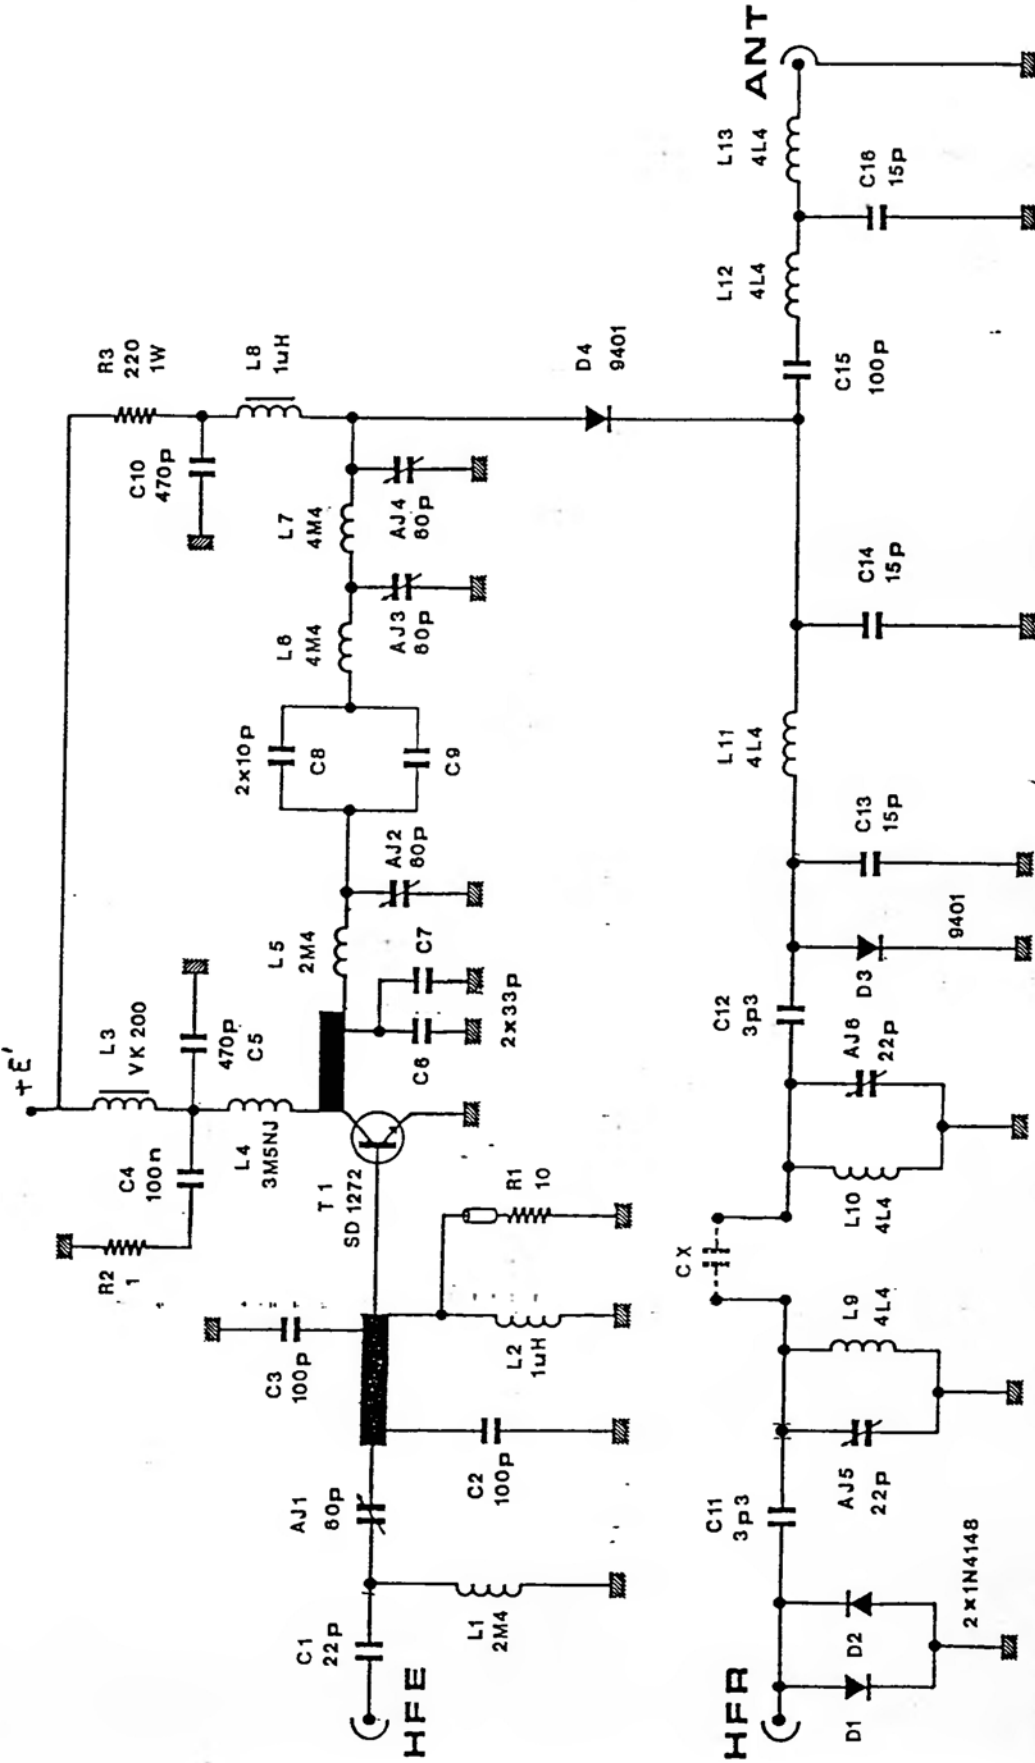 +E'
R3
220
1W
C10
470p
L8
1uH
L3
VK 200
470p
C5
C4
100n
R2
1
L4
3M5NJ
T1
SD 1272
C3
100p
AJ1
60p
C1
22p
HFE
L1
2M4
C2
100p
L2
1uH
R1
10
C6
C7
2x33p
L5
2M4
AJ2
60p
2x10p
C8
C9
L6
4M4
AJ3
60p
L7
4M4
AJ4
60p
D4
9401
HFR
D1
D2
2x1N4148
C11
3p3
AJ5
22p
L9
4L4
CX
L10
4L4
AJ6
22p
C12
3p3
D3
9401
C13
15p
L11
4L4
C14
15p
C15
100p
L12
4L4
C16
15p
L13
4L4
ANT